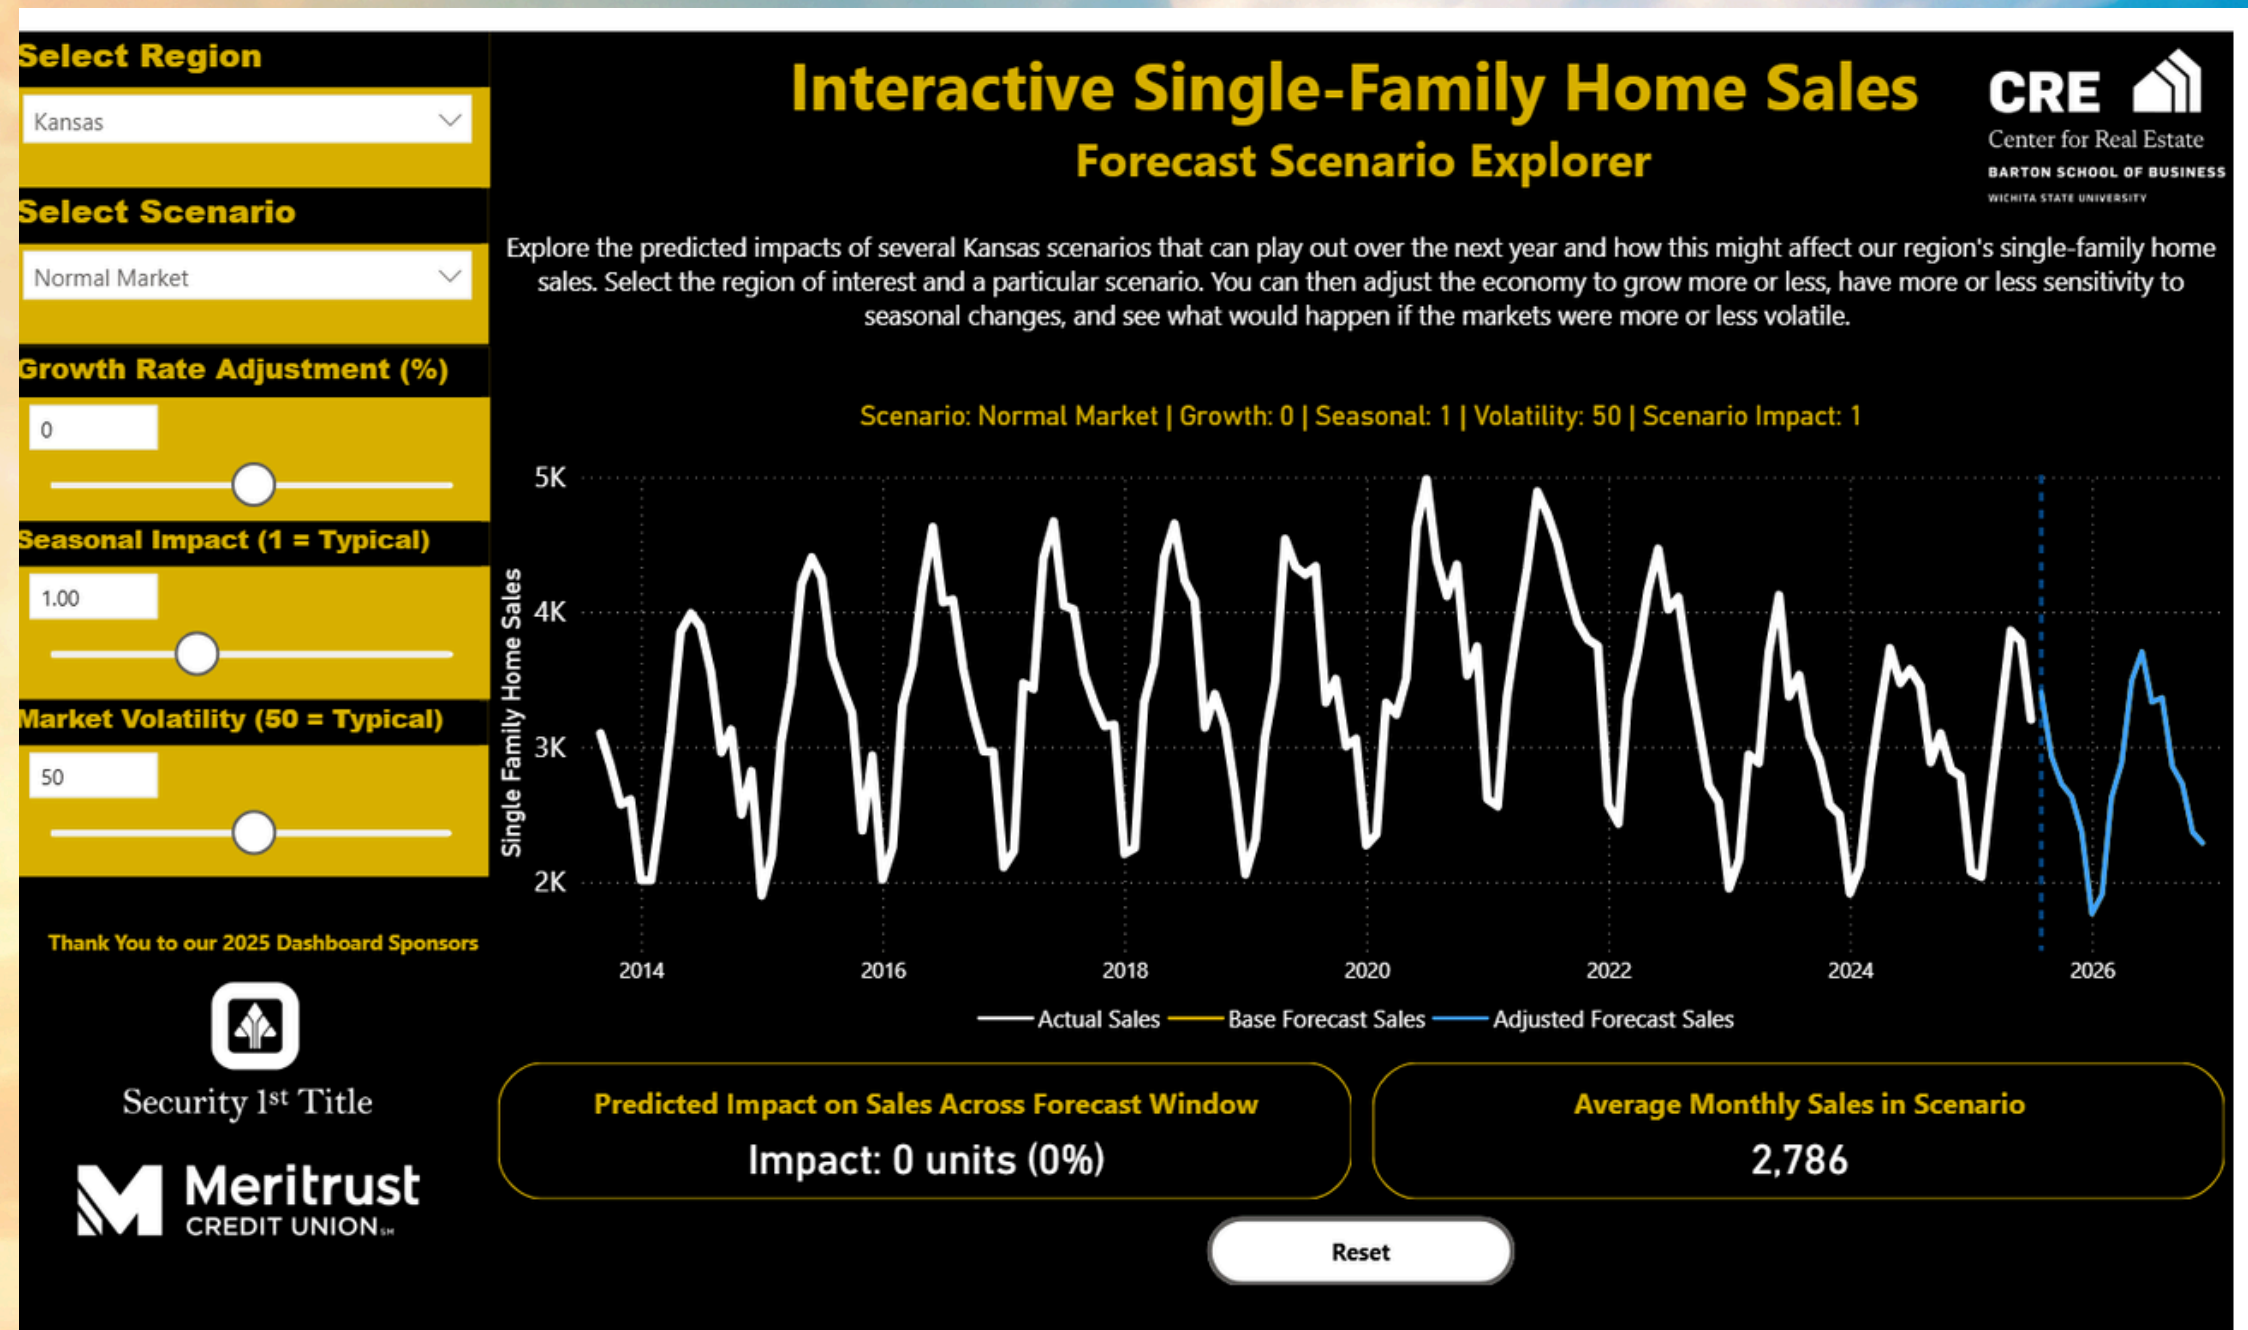 Select Region
Kansas
Select Scenario
Normal Market
Growth Rate Adjustment (%)
0
Seasonal Impact (1 = Typical)
1.00
Market Volatility (50 = Typical)
50
Thank You to our 2025 Dashboard Sponsors
Security 1st Title
Meritrust
CREDIT UNION SM
Interactive Single-Family Home Sales
Forecast Scenario Explorer
CRE
Center for Real Estate
BARTON SCHOOL OF BUSINESS
WICHITA STATE UNIVERSITY
Explore the predicted impacts of several Kansas scenarios that can play out over the next year and how this might affect our region's single-family home
sales. Select the region of interest and a particular scenario. You can then adjust the economy to grow more or less, have more or less sensitivity to
seasonal changes, and see what would happen if the markets were more or less volatile.
Scenario: Normal Market | Growth: 0 | Seasonal: 1 | Volatility: 50 | Scenario Impact: 1
Single Family Home Sales
5K
4K
3K
2K
2014 2016 2018 2020 2022 2024 2026
Actual Sales Base Forecast Sales Adjusted Forecast Sales
Predicted Impact on Sales Across Forecast Window
Impact: 0 units (0%)
Average Monthly Sales in Scenario
2,786
Reset